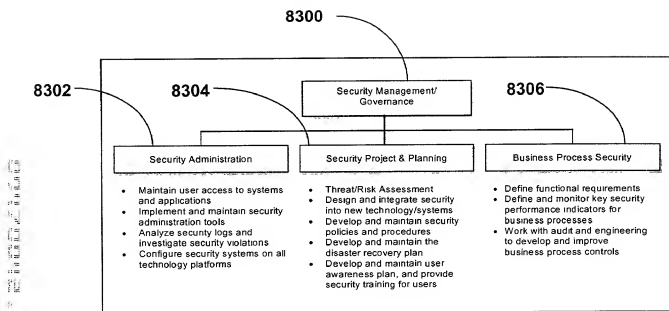 8300
8302
8304
8306
Security Management/
Governance
Security Administration
Security Project & Planning
Business Process Security
• Maintain user access to systems
and applications
• Implement and maintain security
administration tools
• Analyze security logs and
investigate security violations
• Configure security systems on all
technology platforms
• Threat/Risk Assessment
• Design and integrate security
into new technology/systems
• Develop and maintain security
policies and procedures
• Develop and maintain the
disaster recovery plan
• Develop and maintain user
awareness plan, and provide
security training for users
• Define functional requirements
• Define and monitor key security
performance indicators for
business processes
• Work with audit and engineering
to develop and improve
business process controls